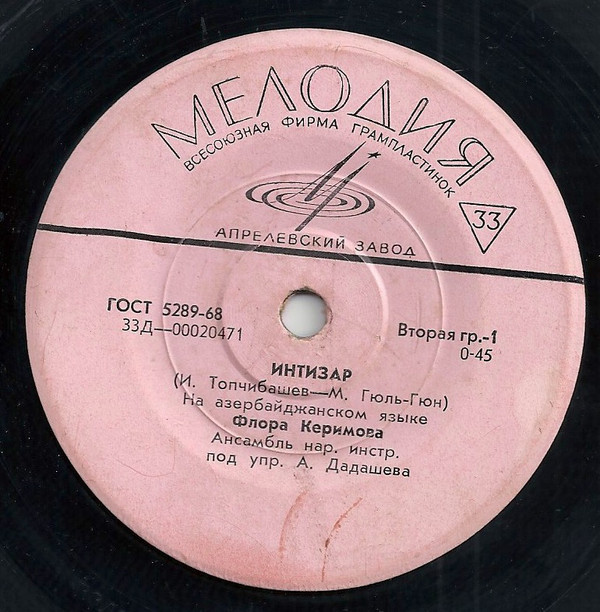 МЕЛОДИЯ
ВСЕСОЮЗНАЯ ФИРМА ГРАМПЛАСТИНОК
33
АПРЕЛЕВСКИЙ ЗАВОД
ГОСТ 5289-68
33Д—00020471
Вторая гр.-1
0-45
ИНТИЗАР
(И. Топчибашев—М. Гюль-Гюн)
На азербайджанском языке
Флора Керимова
Ансамбль нар. инстр.
под упр. А. Дадашева